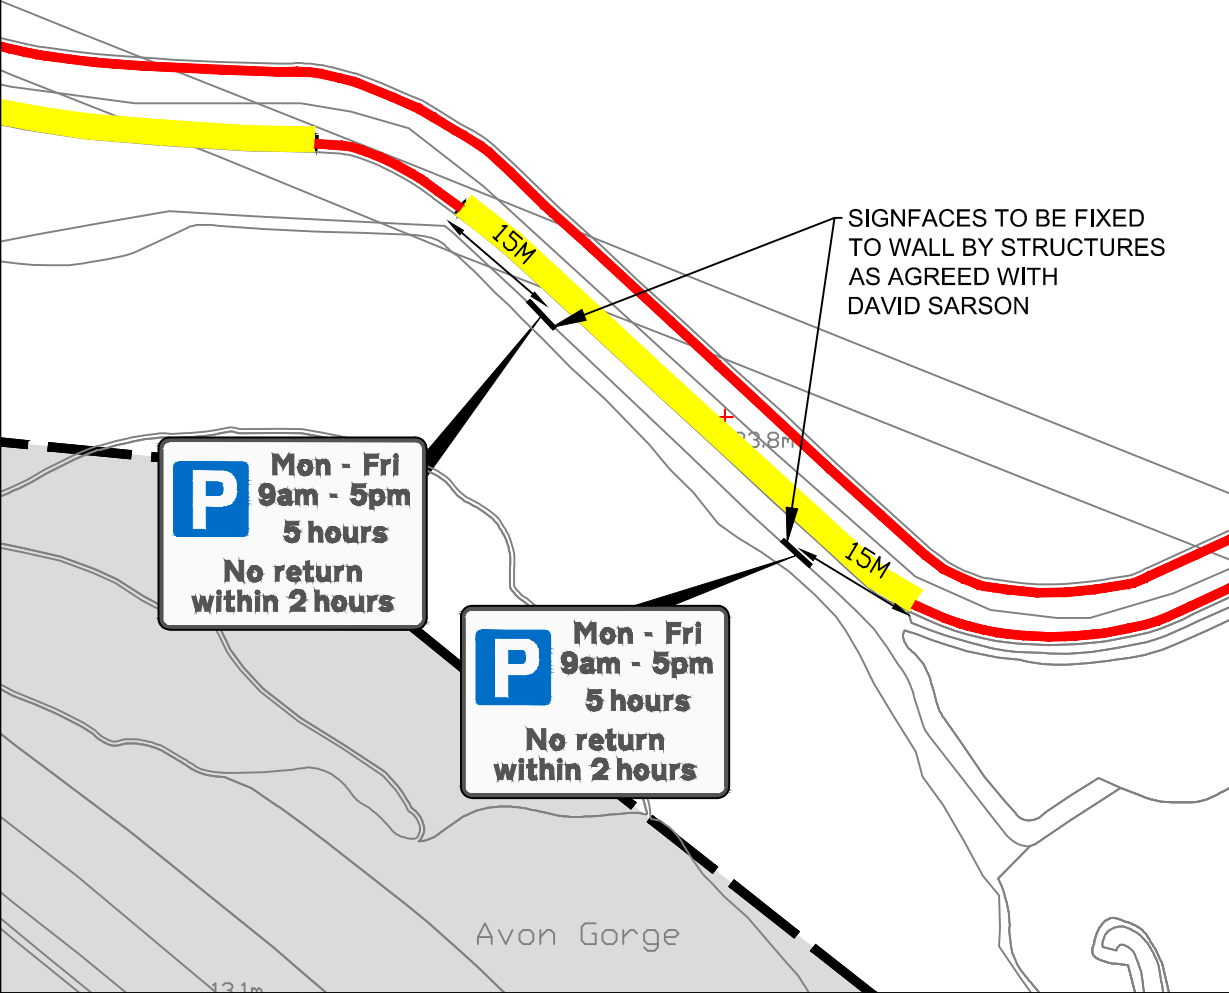 15M
SIGNFACES TO BE FIXED
TO WALL BY STRUCTURES
AS AGREED WITH
DAVID SARSON
15M
P
Mon - Fri
9am - 5pm
5 hours
No return
within 2 hours
P
Mon - Fri
9am - 5pm
5 hours
No return
within 2 hours
Avon Gorge
13.1m